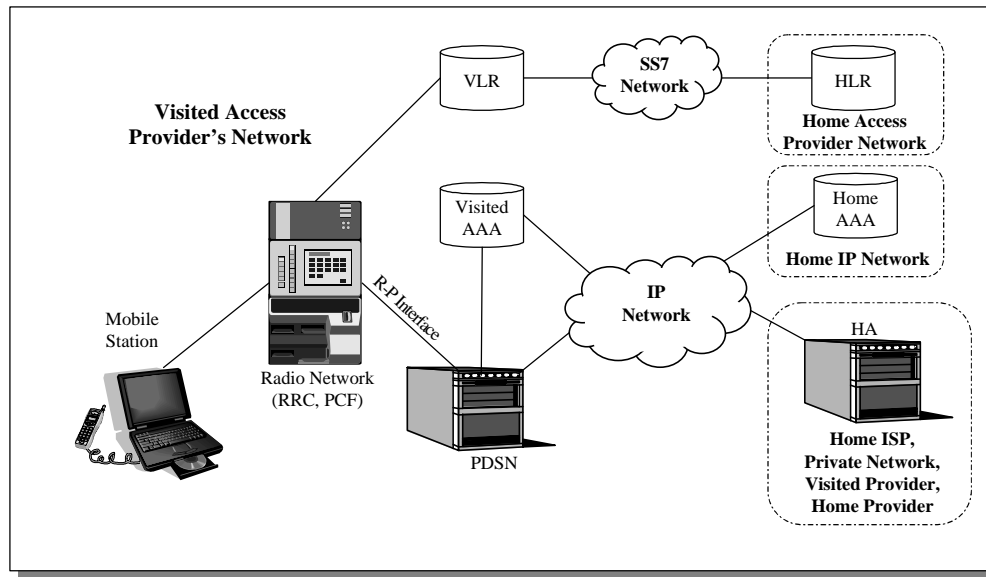 VLR
SS7
Network
HLR
Home Access
Provider Network
Visited Access
Provider's Network
Visited
AAA
Home
AAA
Home IP Network
IP
Network
R-P Interface
Mobile
Station
Radio Network
(RRC, PCF)
PDSN
HA
Home ISP,
Private Network,
Visited Provider,
Home Provider